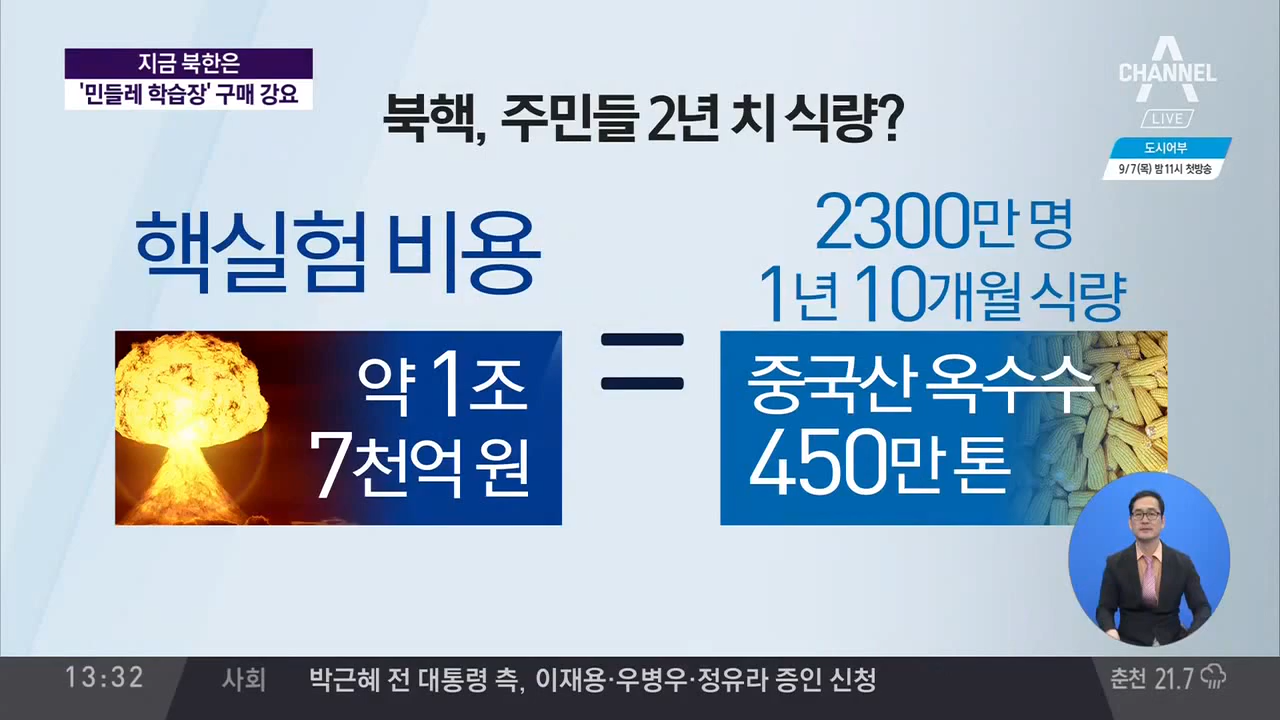 지금 북한은
'민들레 학습장' 구매 강요
CHANNEL A
LIVE
도시어부
9/7(목) 밤 11시 첫방송
북핵, 주민들 2년 치 식량?
핵실험 비용
약 1조
7천억 원
=
2300만 명
1년 10개월 식량
중국산 옥수수
450만 톤
13:32
사회
박근혜 전 대통령 측, 이재용·우병우·정유라 증인 신청
춘천 21.7